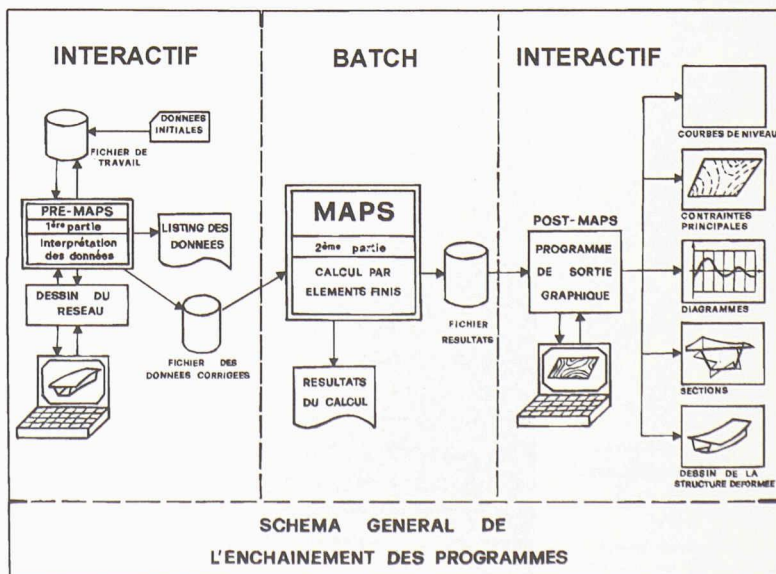 INTERACTIF
DONNEES
INITIALES
FICHIER DE
TRAVAIL
PRE-MAPS
1ère partie
Interprétation
des données
LISTING DES
DONNEES
DESSIN DU
RESEAU
FICHIER DES
DONNEES CORRIGEES
BATCH
MAPS
2ème partie
CALCUL PAR
ELEMENTS FINIS
FICHIER
RESULTATS
RESULTATS
DU CALCUL
INTERACTIF
POST-MAPS
PROGRAMME
DE SORTIE
GRAPHIQUE
COURBES DE NIVEAU
CONTRAINTES
PRINCIPALES
DIAGRAMMES
SECTIONS
DESSIN DE LA
STRUCTURE DEFORMEE
SCHEMA GENERAL DE
L'ENCHAINEMENT DES PROGRAMMES